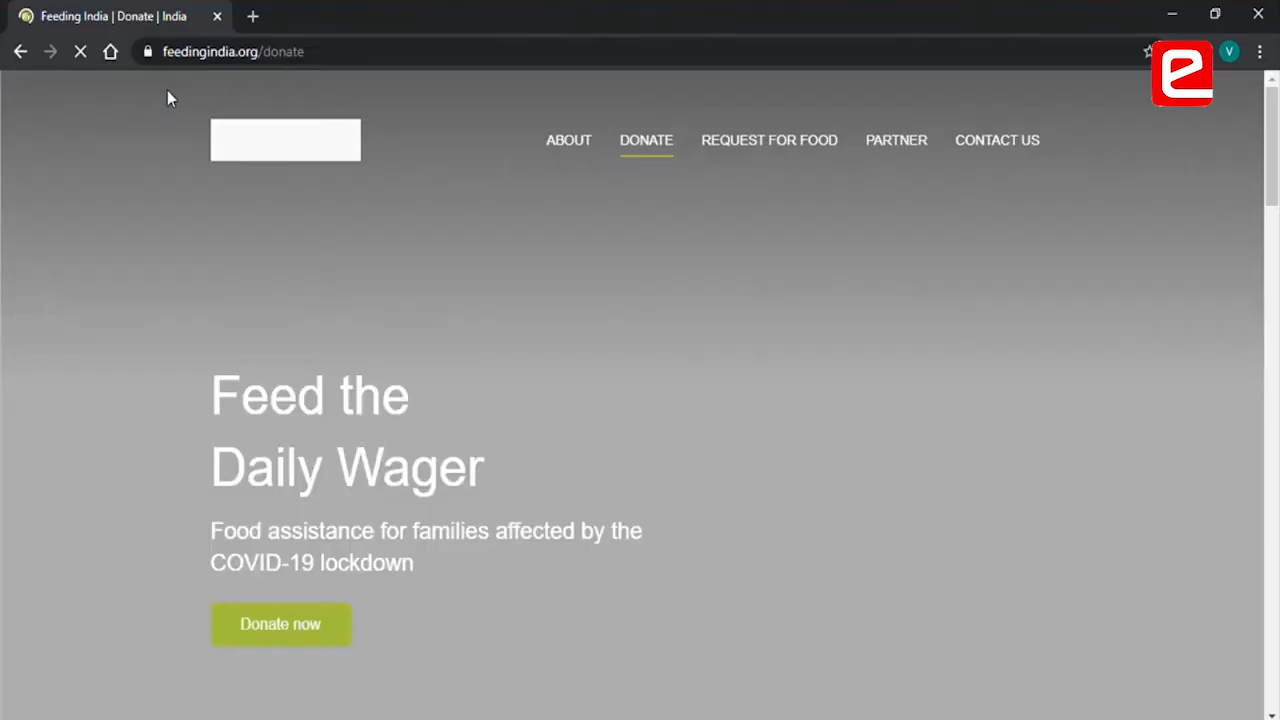 Feeding India | Donate | India
feedingindia.org/donate
V
e
ABOUT DONATE REQUEST FOR FOOD PARTNER CONTACT US
Feed the
Daily Wager
Food assistance for families affected by the
COVID-19 lockdown
Donate now